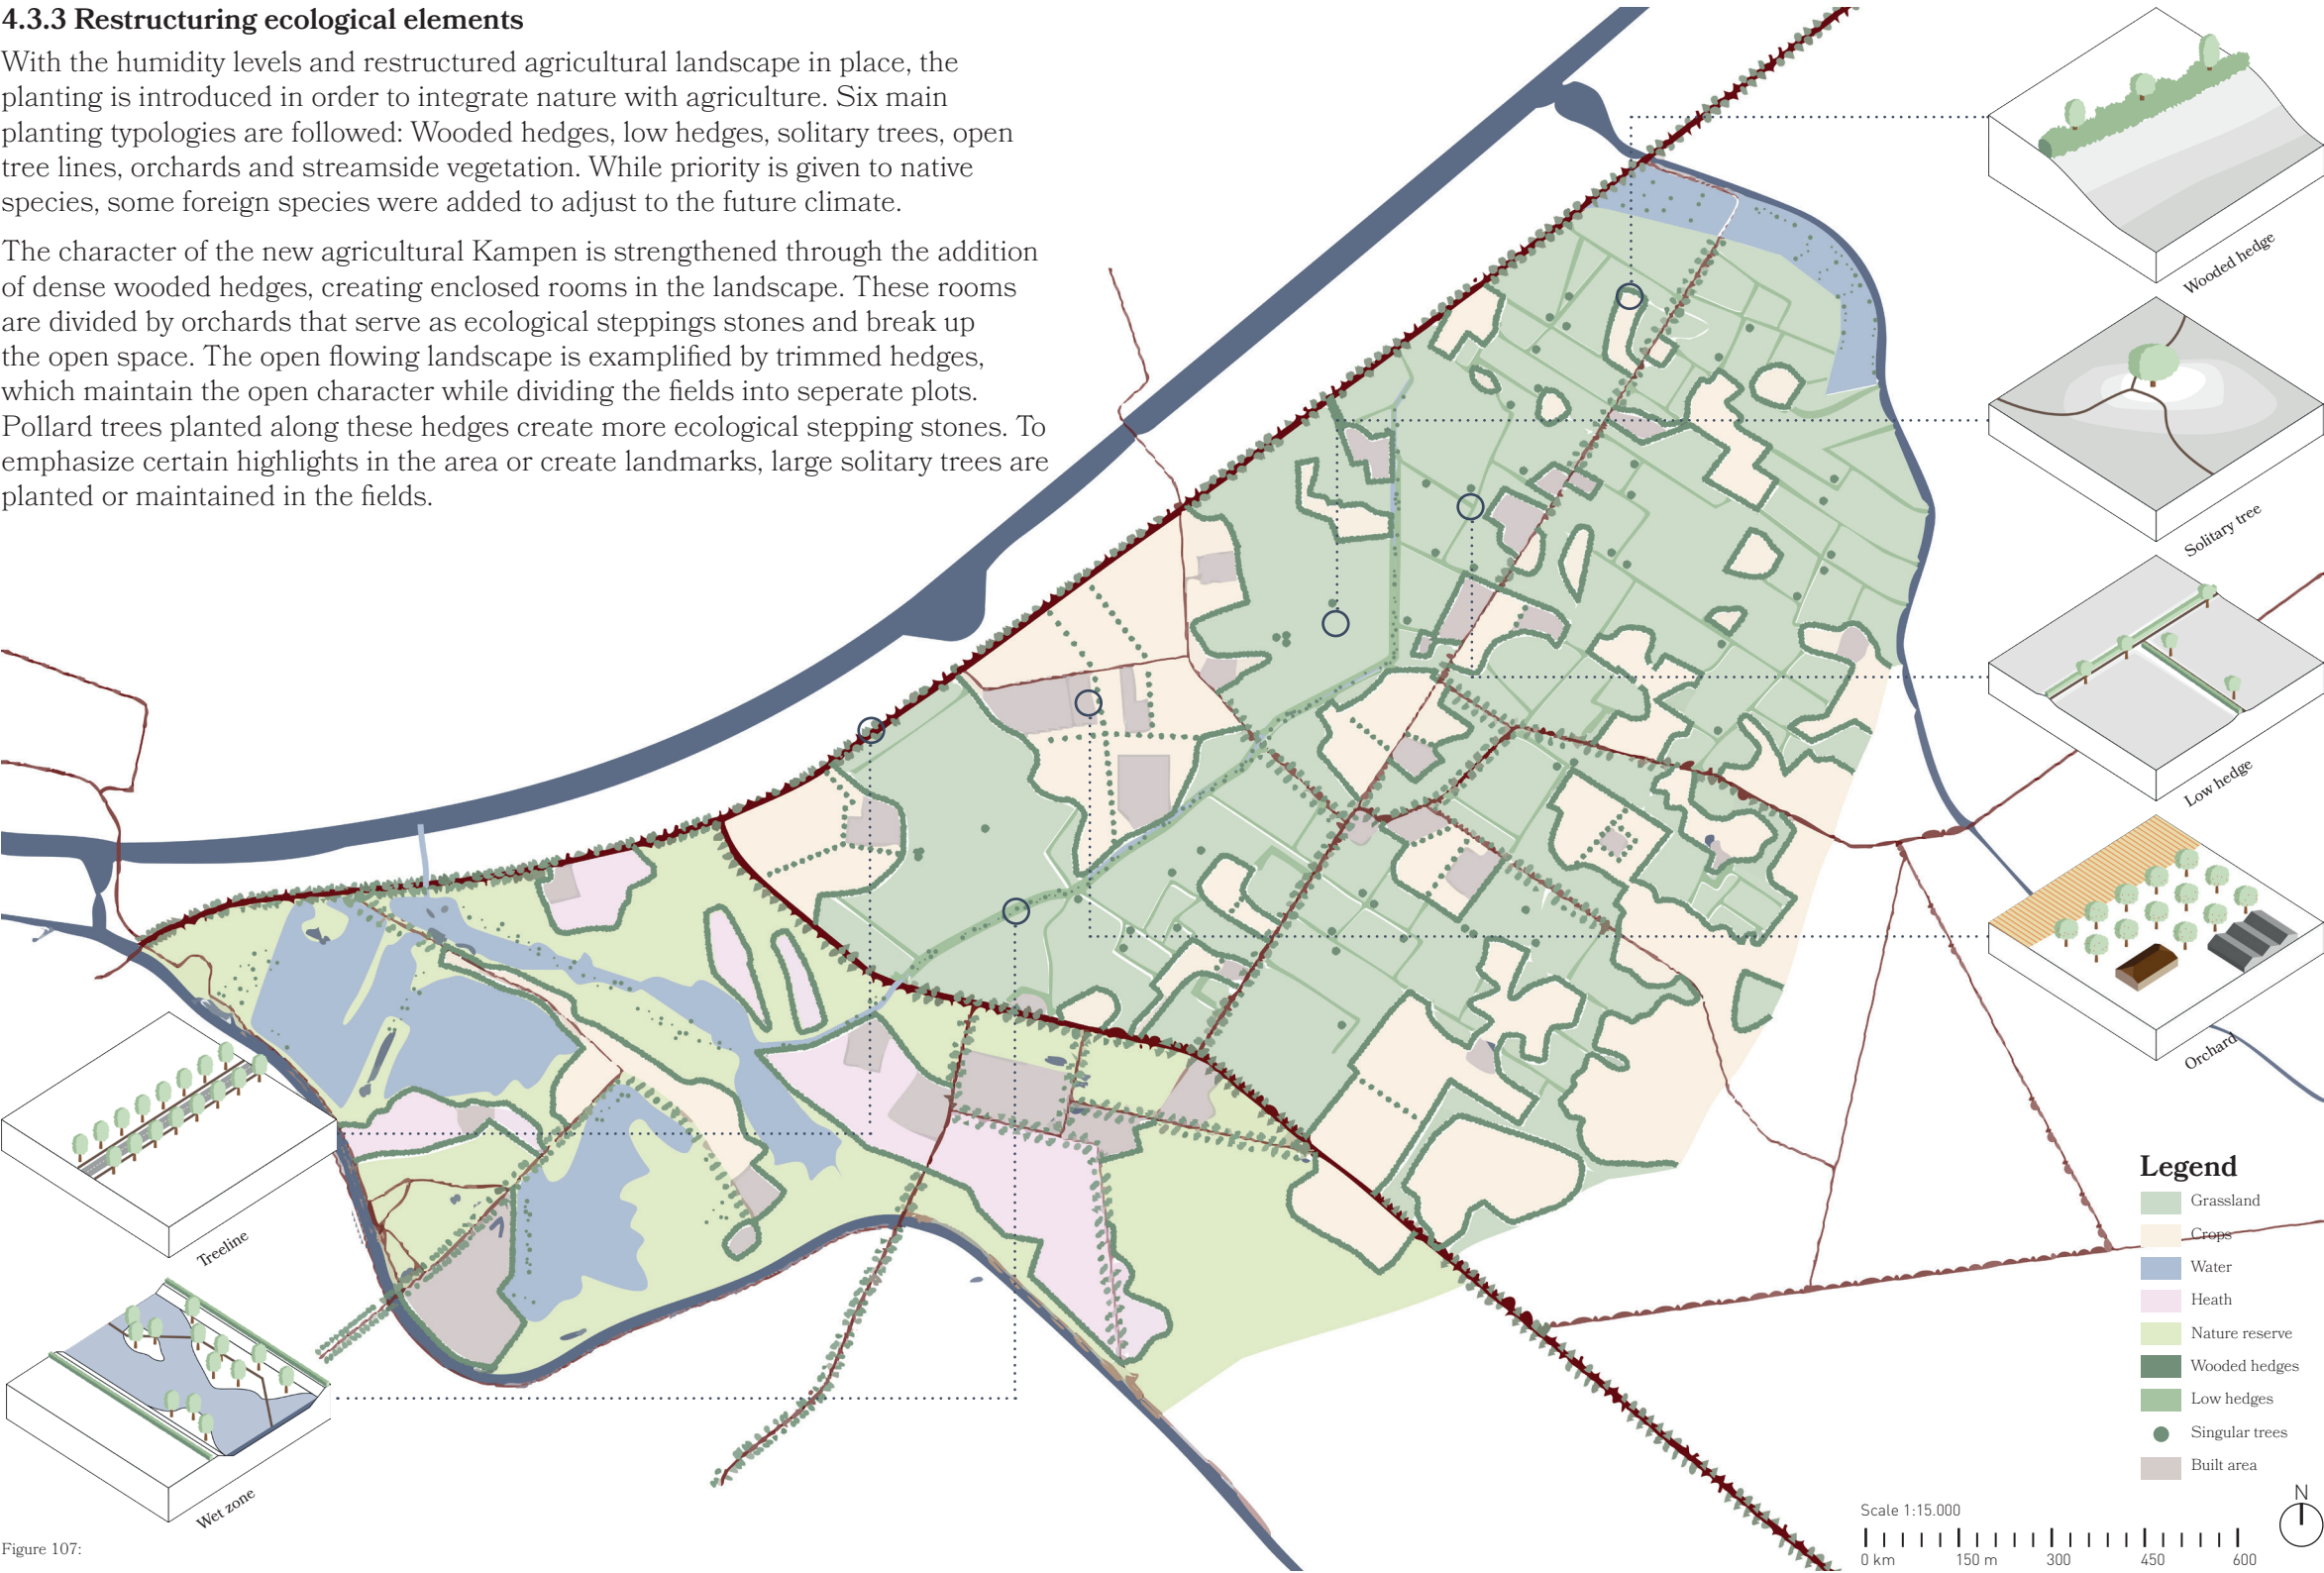 4.3.3 Restructuring ecological elements
With the humidity levels and restructured agricultural landscape in place, the
planting is introduced in order to integrate nature with agriculture. Six main
planting typologies are followed: Wooded hedges, low hedges, solitary trees, open
tree lines, orchards and streamside vegetation. While priority is given to native
species, some foreign species were added to adjust to the future climate.
The character of the new agricultural Kampen is strengthened through the addition
of dense wooded hedges, creating enclosed rooms in the landscape. These rooms
are divided by orchards that serve as ecological steppings stones and break up
the open space. The open flowing landscape is examplified by trimmed hedges,
which maintain the open character while dividing the fields into seperate plots.
Pollard trees planted along these hedges create more ecological stepping stones. To
emphasize certain highlights in the area or create landmarks, large solitary trees are
planted or maintained in the fields.
Wooded hedge
Solitary tree
Low hedge
Orchard
Treeline
Wet zone
Legend
Grassland
Crops
Water
Heath
Nature reserve
Wooded hedges
Low hedges
Singular trees
Built area
Scale 1:15.000
0 km 150 m 300 450 600
N
Figure 107: